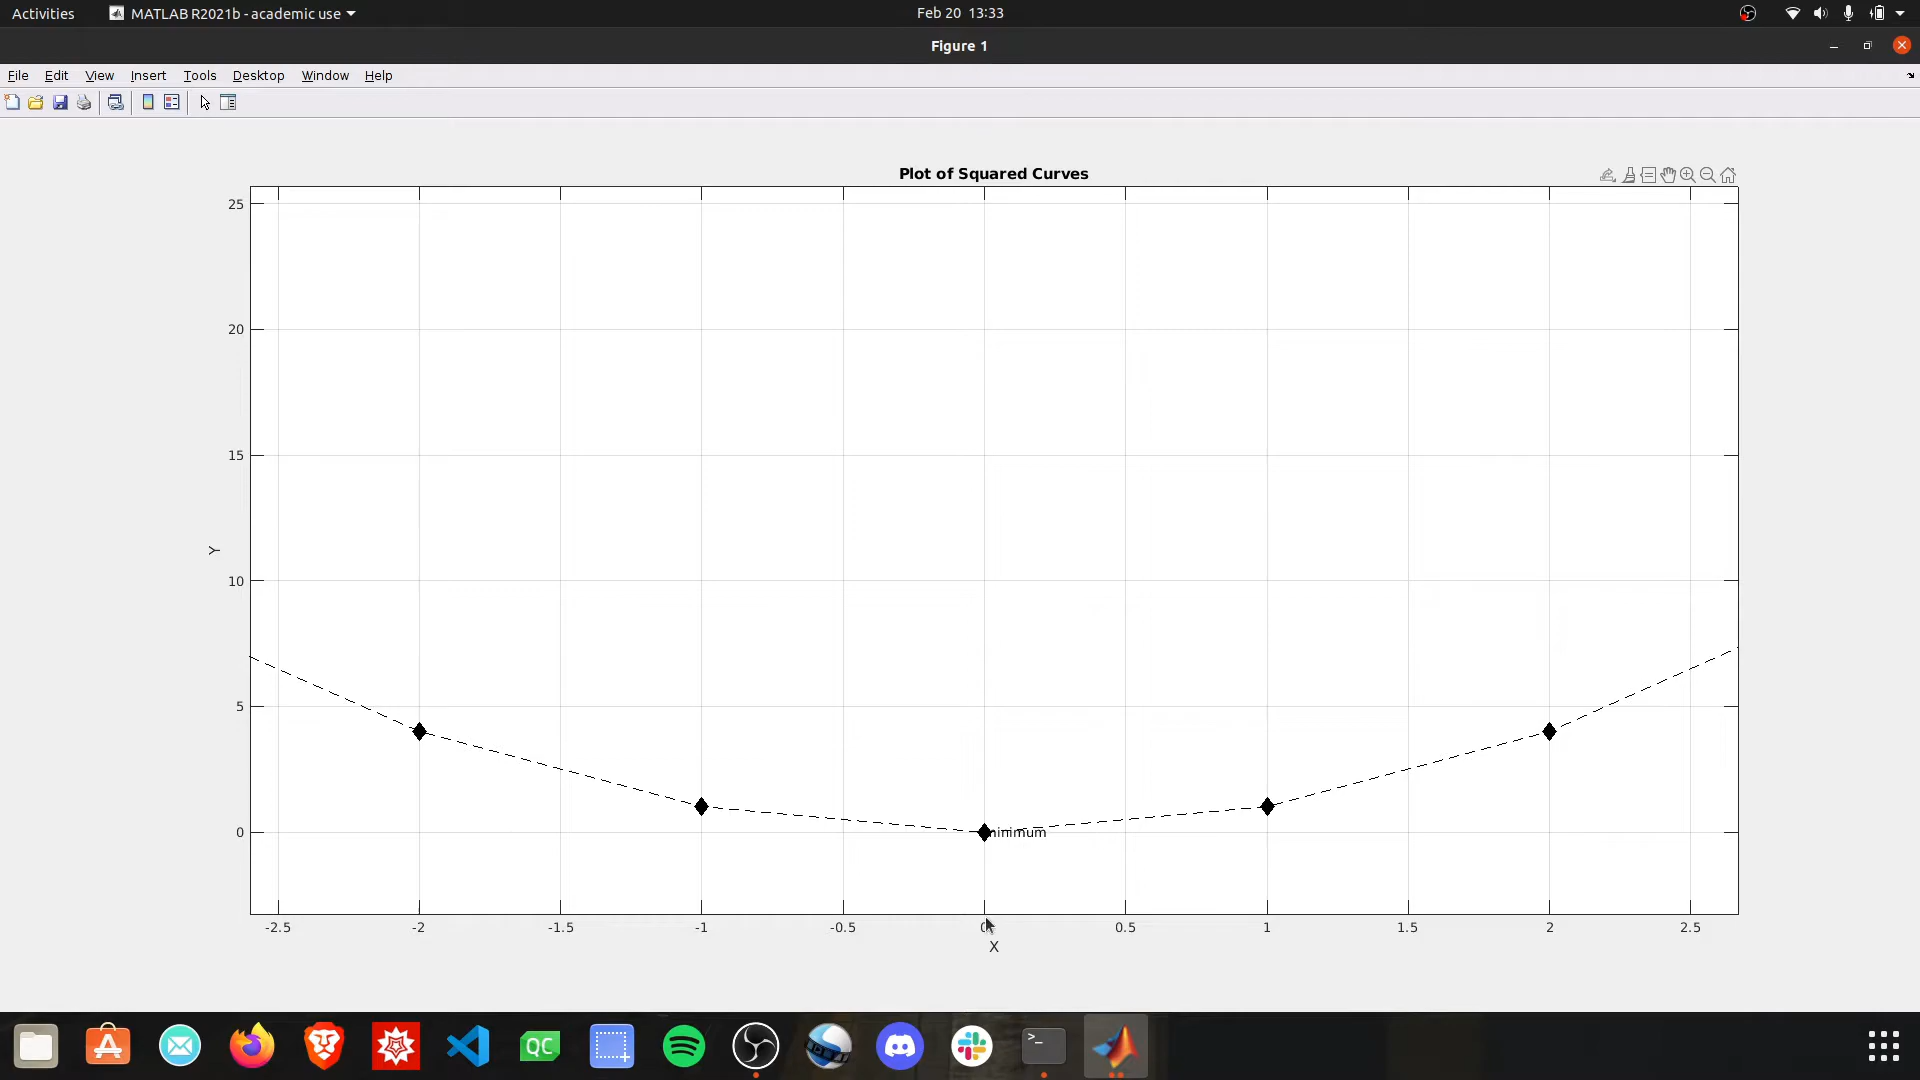 Activities MATLAB R2021b - academic use Feb 20 13:33
Figure 1
File Edit View Insert Tools Desktop Window Help
Plot of Squared Curves
25
20
15
10
5
0
Y
minimum
-2.5 -2 -1.5 -1 -0.5 0 0.5 1 1.5 2 2.5
X
QC
>_